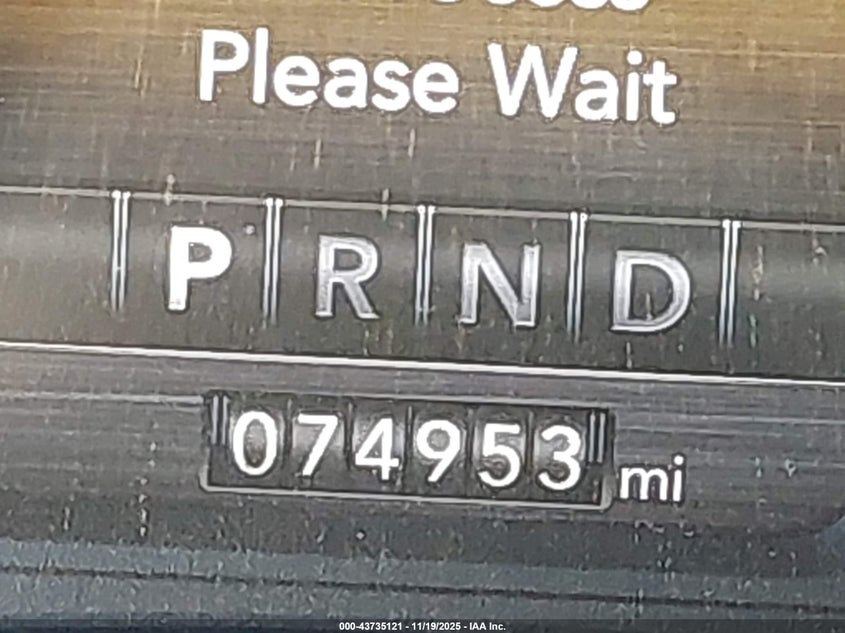 Please Wait
P R N D
074953 mi
000-43735121 - 11/19/2025 - IAA Inc.